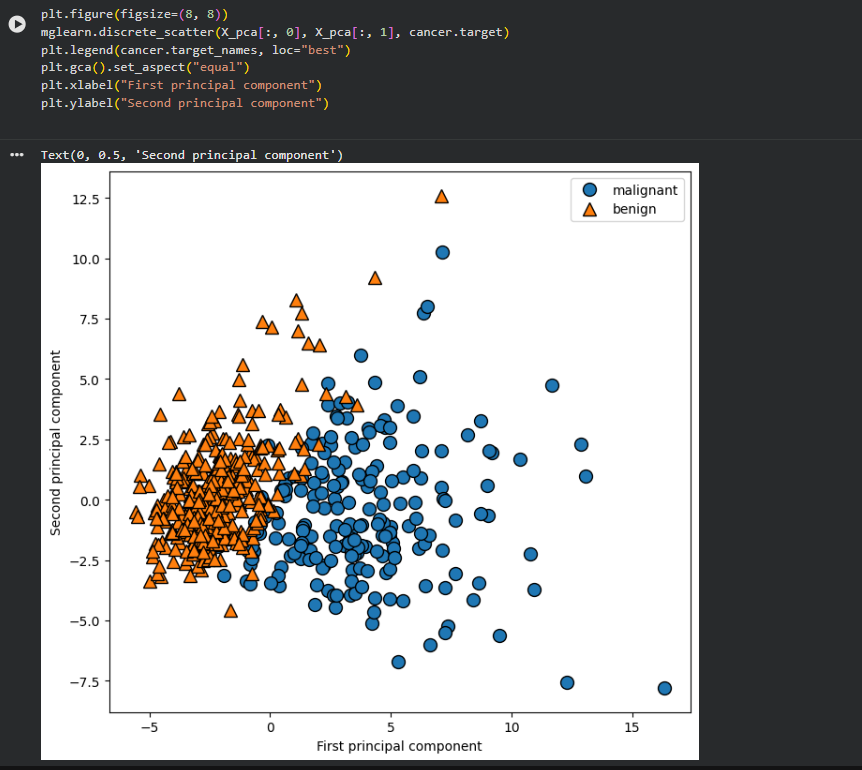 plt.figure(figsize=(8, 8))
mglearn.discrete_scatter(X_pca[:, 0], X_pca[:, 1], cancer.target)
plt.legend(cancer.target_names, loc="best")
plt.gca().set_aspect("equal")
plt.xlabel("First principal component")
plt.ylabel("Second principal component")
Text(0, 0.5, 'Second principal component')
malignant
benign
12.5
10.0
7.5
5.0
2.5
0.0
−2.5
−5.0
−7.5
Second principal component
−5
0
5
10
15
First principal component